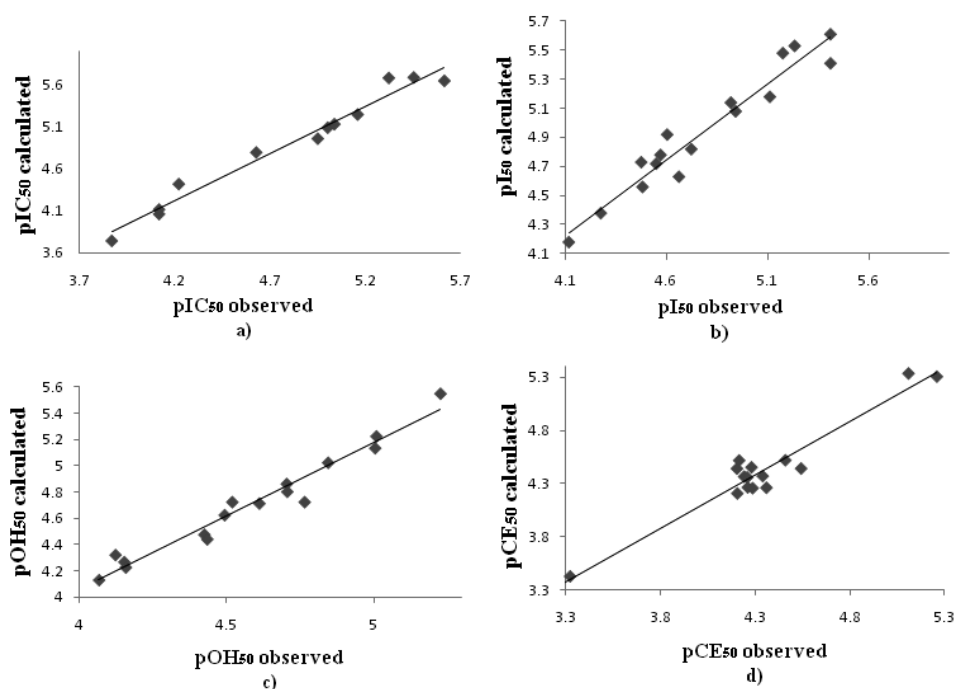 pIC50 calculated
5.6
5.1
4.6
4.1
3.6
3.7 4.2 4.7 5.2 5.7
pIC50 observed
a)
pI50 calculated
5.7
5.5
5.3
5.1
4.9
4.7
4.5
4.3
4.1
4.1 4.6 5.1 5.6
pI50 observed
b)
pOH50 calculated
5.6
5.4
5.2
5
4.8
4.6
4.4
4.2
4
4 4.5 5
pOH50 observed
c)
pCE50 calculated
5.3
4.8
4.3
3.8
3.3
3.3 3.8 4.3 4.8 5.3
pCE50 observed
d)